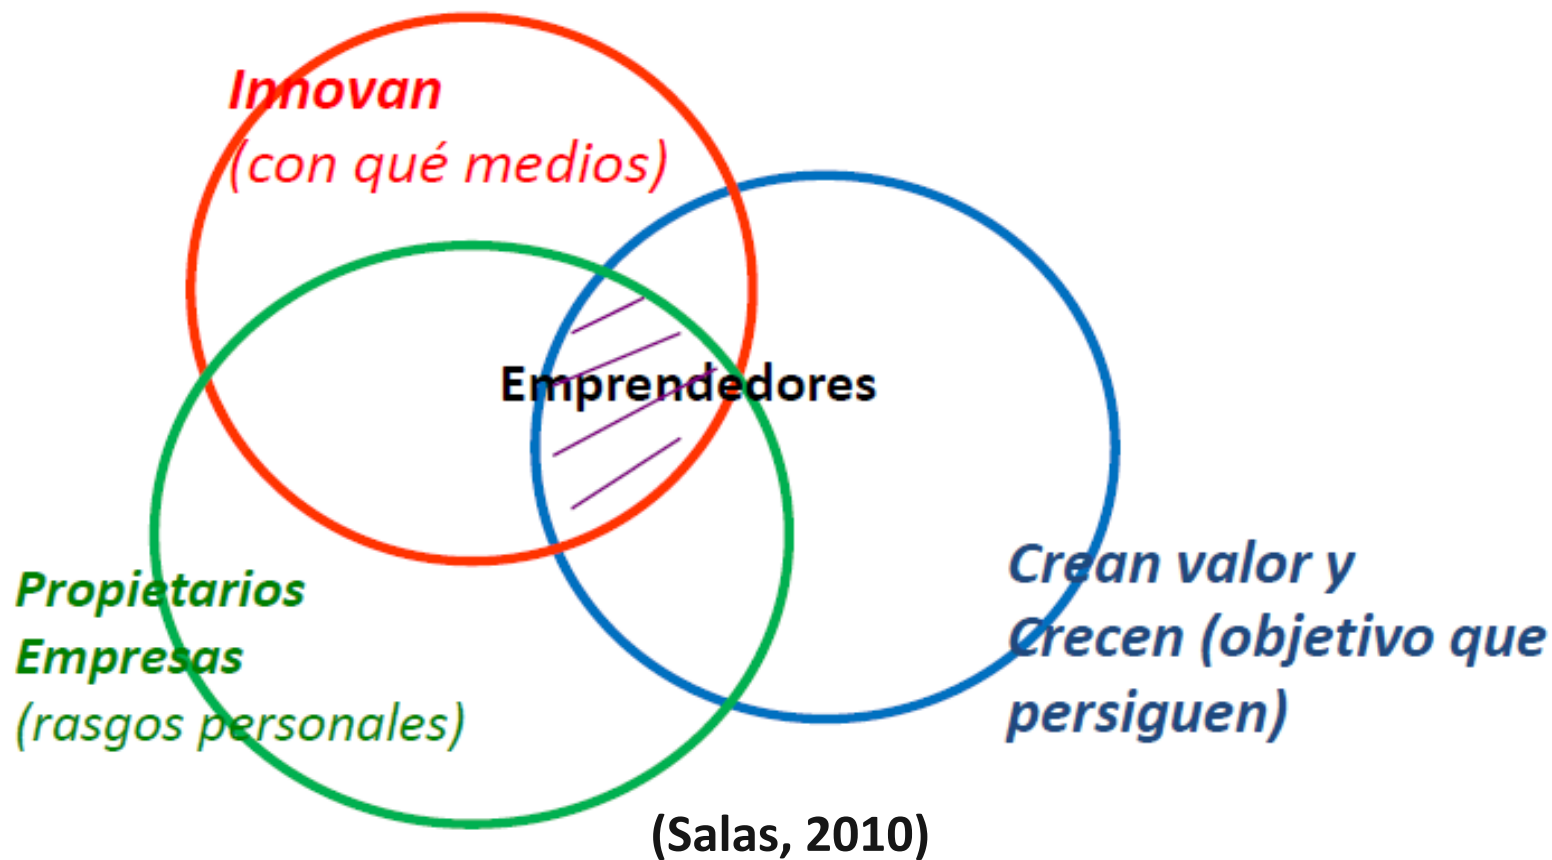 Innovan
(con qué medios)
Emprendedores
Propietarios
Empresas
(rasgos personales)
Crean valor y
Crecen (objetivo que
persiguen)
(Salas, 2010)